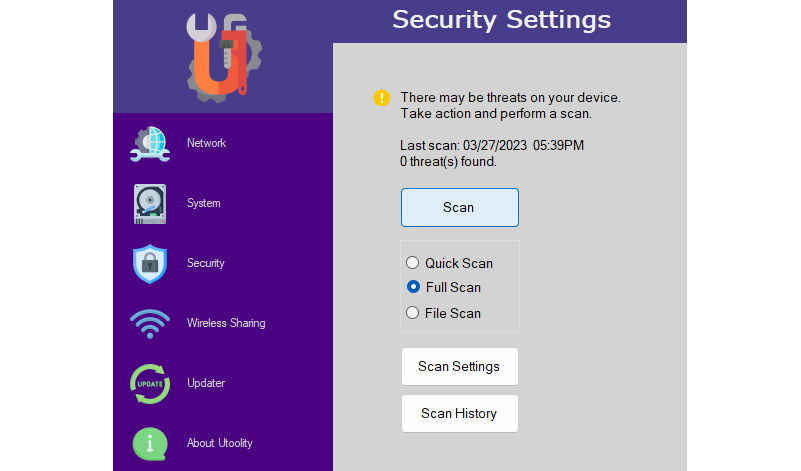 Security Settings
Network
System
Security
Wireless Sharing
UPDATE
Updater
i
About Utoolity
There may be threats on your device.
Take action and perform a scan.
Last scan: 03/27/2023 05:39PM
0 threat(s) found.
Scan
Quick Scan
Full Scan
File Scan
Scan Settings
Scan History